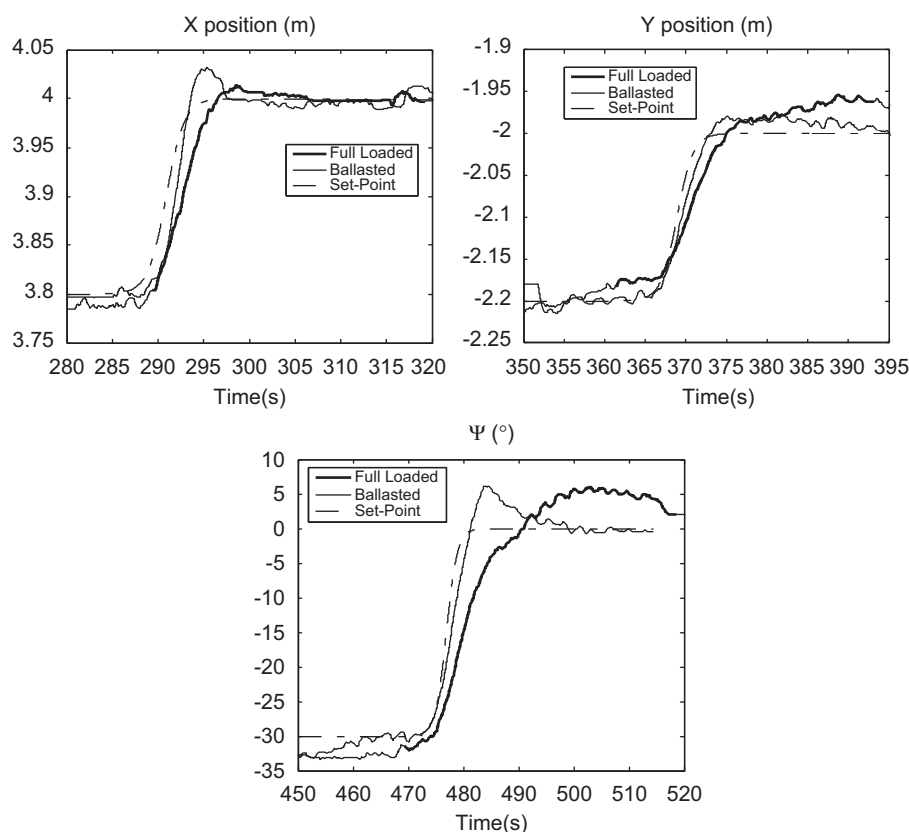 X position (m)
4.05
4
3.95
3.9
3.85
3.8
3.75
Full Loaded
Ballasted
Set-Point
280 285 290 295 300 305 310 315 320
Time(s)
Y position (m)
-1.9
-1.95
-2
-2.05
-2.1
-2.15
-2.2
-2.25
Full Loaded
Ballasted
Set-Point
350 355 360 365 370 375 380 385 390 395
Time(s)
Ψ (°)
10
5
0
-5
-10
-15
-20
-25
-30
-35
Full Loaded
Ballasted
Set-Point
450 460 470 480 490 500 510 520
Time(s)